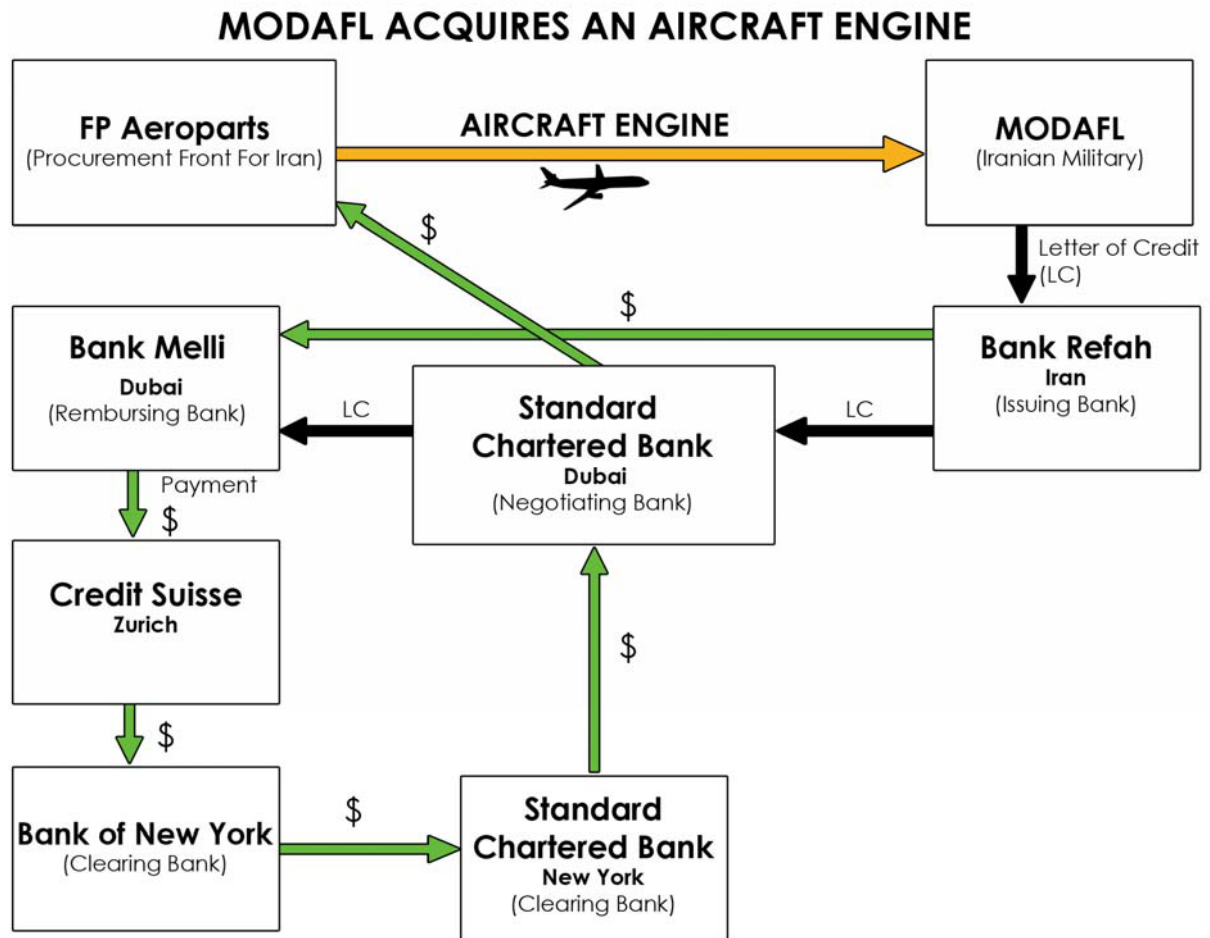 MODAFL ACQUIRES AN AIRCRAFT ENGINE
FP Aeroparts
(Procurement Front For Iran)
AIRCRAFT ENGINE
MODAFL
(Iranian Military)
$
Letter of Credit
(LC)
$
Bank Melli
Dubai
(Rembursing Bank)
LC
Standard
Chartered Bank
Dubai
(Negotiating Bank)
LC
Bank Refah
Iran
(Issuing Bank)
Payment
$
Credit Suisse
Zurich
$
$
Bank of New York
(Clearing Bank)
$
Standard
Chartered Bank
New York
(Clearing Bank)